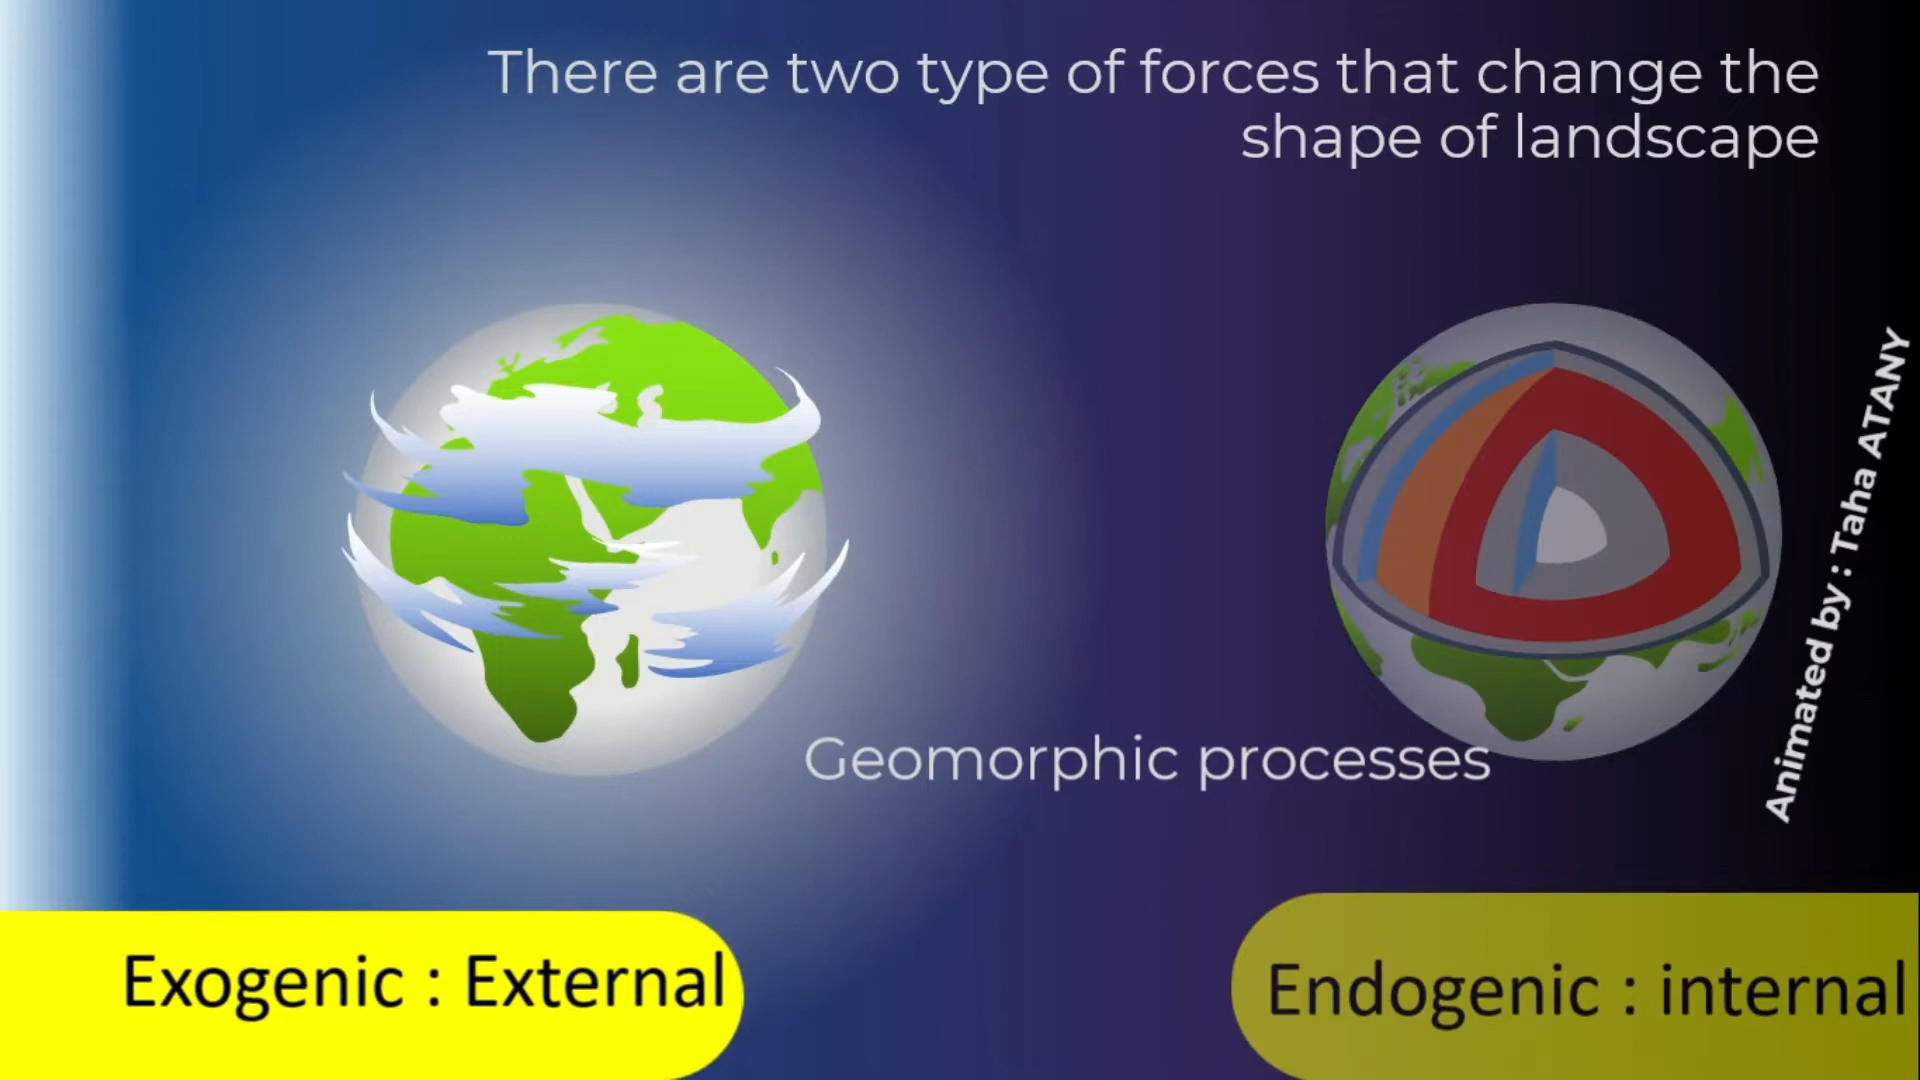 There are two type of forces that change the
shape of landscape
Animated by : Taha ATANY
Geomorphic processes
Exogenic : External
Endogenic : internal